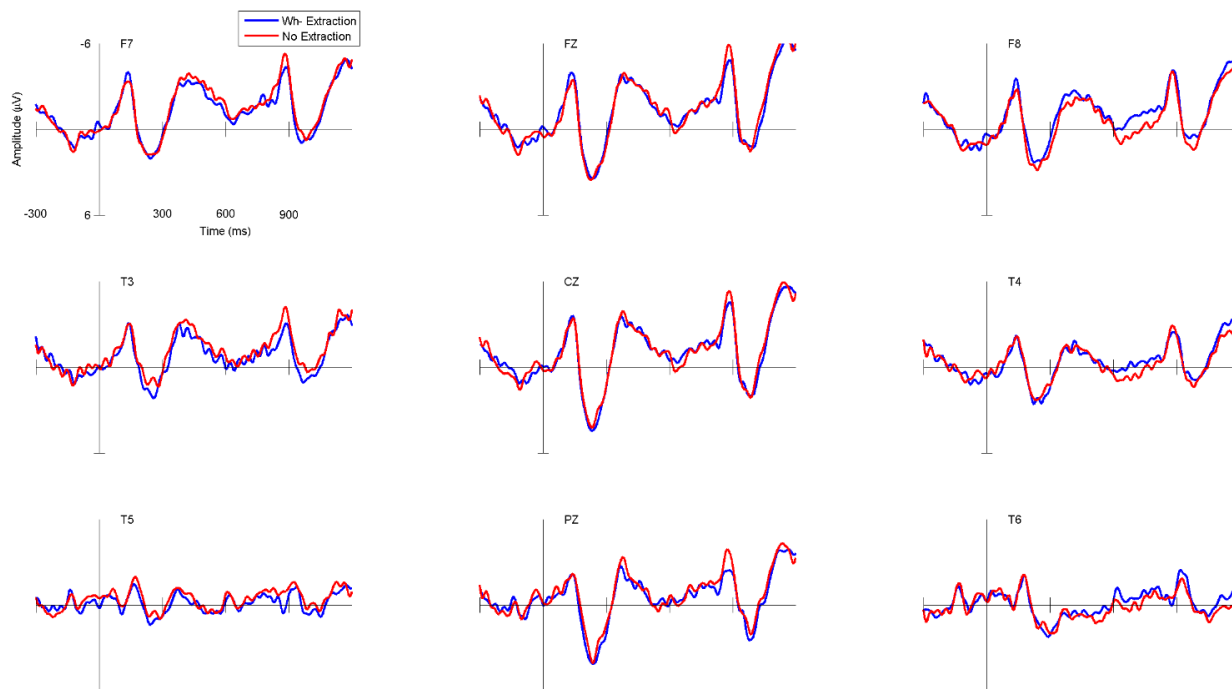 Wh- Extraction
No Extraction
-6
F7
FZ
F8
Amplitude (µV)
-300
6
300
600
900
Time (ms)
T3
CZ
T4
T5
PZ
T6